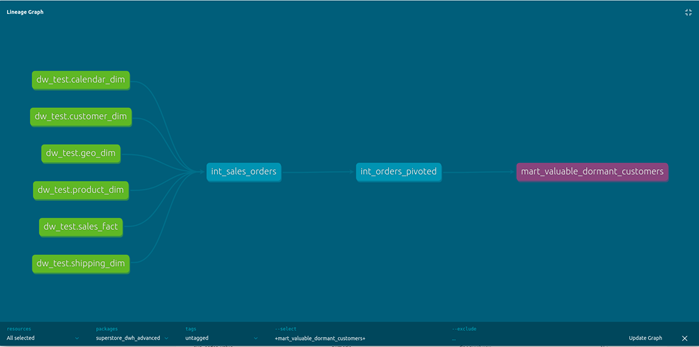 Lineage Graph
dw_test.calendar_dim
dw_test.customer_dim
dw_test.geo_dim
dw_test.product_dim
dw_test.sales_fact
dw_test.shipping_dim
int_sales_orders
int_orders_pivoted
mart_valuable_dormant_customers
resources packages tags --select --exclude
All selected superstore_dwh_advanced untagged +mart_valuable_dormant_customers+ ... Update Graph